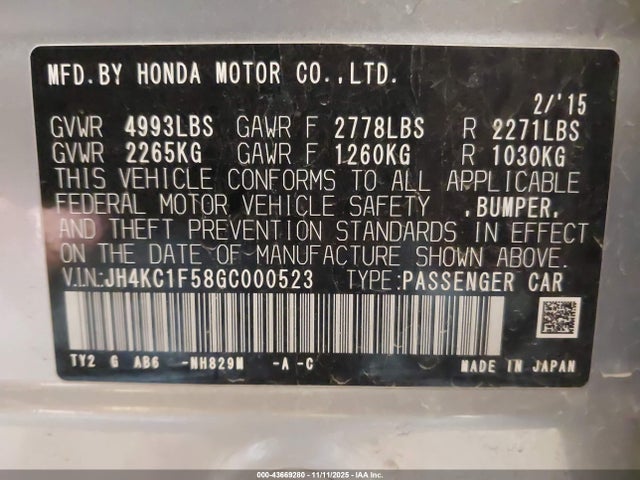 MFD.BY HONDA MOTOR CO.,LTD.
2/'15
GVWR 4993LBS GAWR F 2778LBS R 2271LBS
GVWR 2265KG GAWR F 1260KG R 1030KG
THIS VEHICLE CONFORMS TO ALL APPLICABLE
FEDERAL MOTOR VEHICLE SAFETY ,BUMPER,
AND THEFT PREVENTION STANDARDS IN EFFECT
ON THE DATE OF MANUFACTURE SHOWN ABOVE.
V.I.N:JH4KC1F58GC000523 TYPE:PASSENGER CAR
TY2 G AB6 -NH829M -A -C MADE IN JAPAN
000-43669280 - 11/11/2025 - IAA Inc.